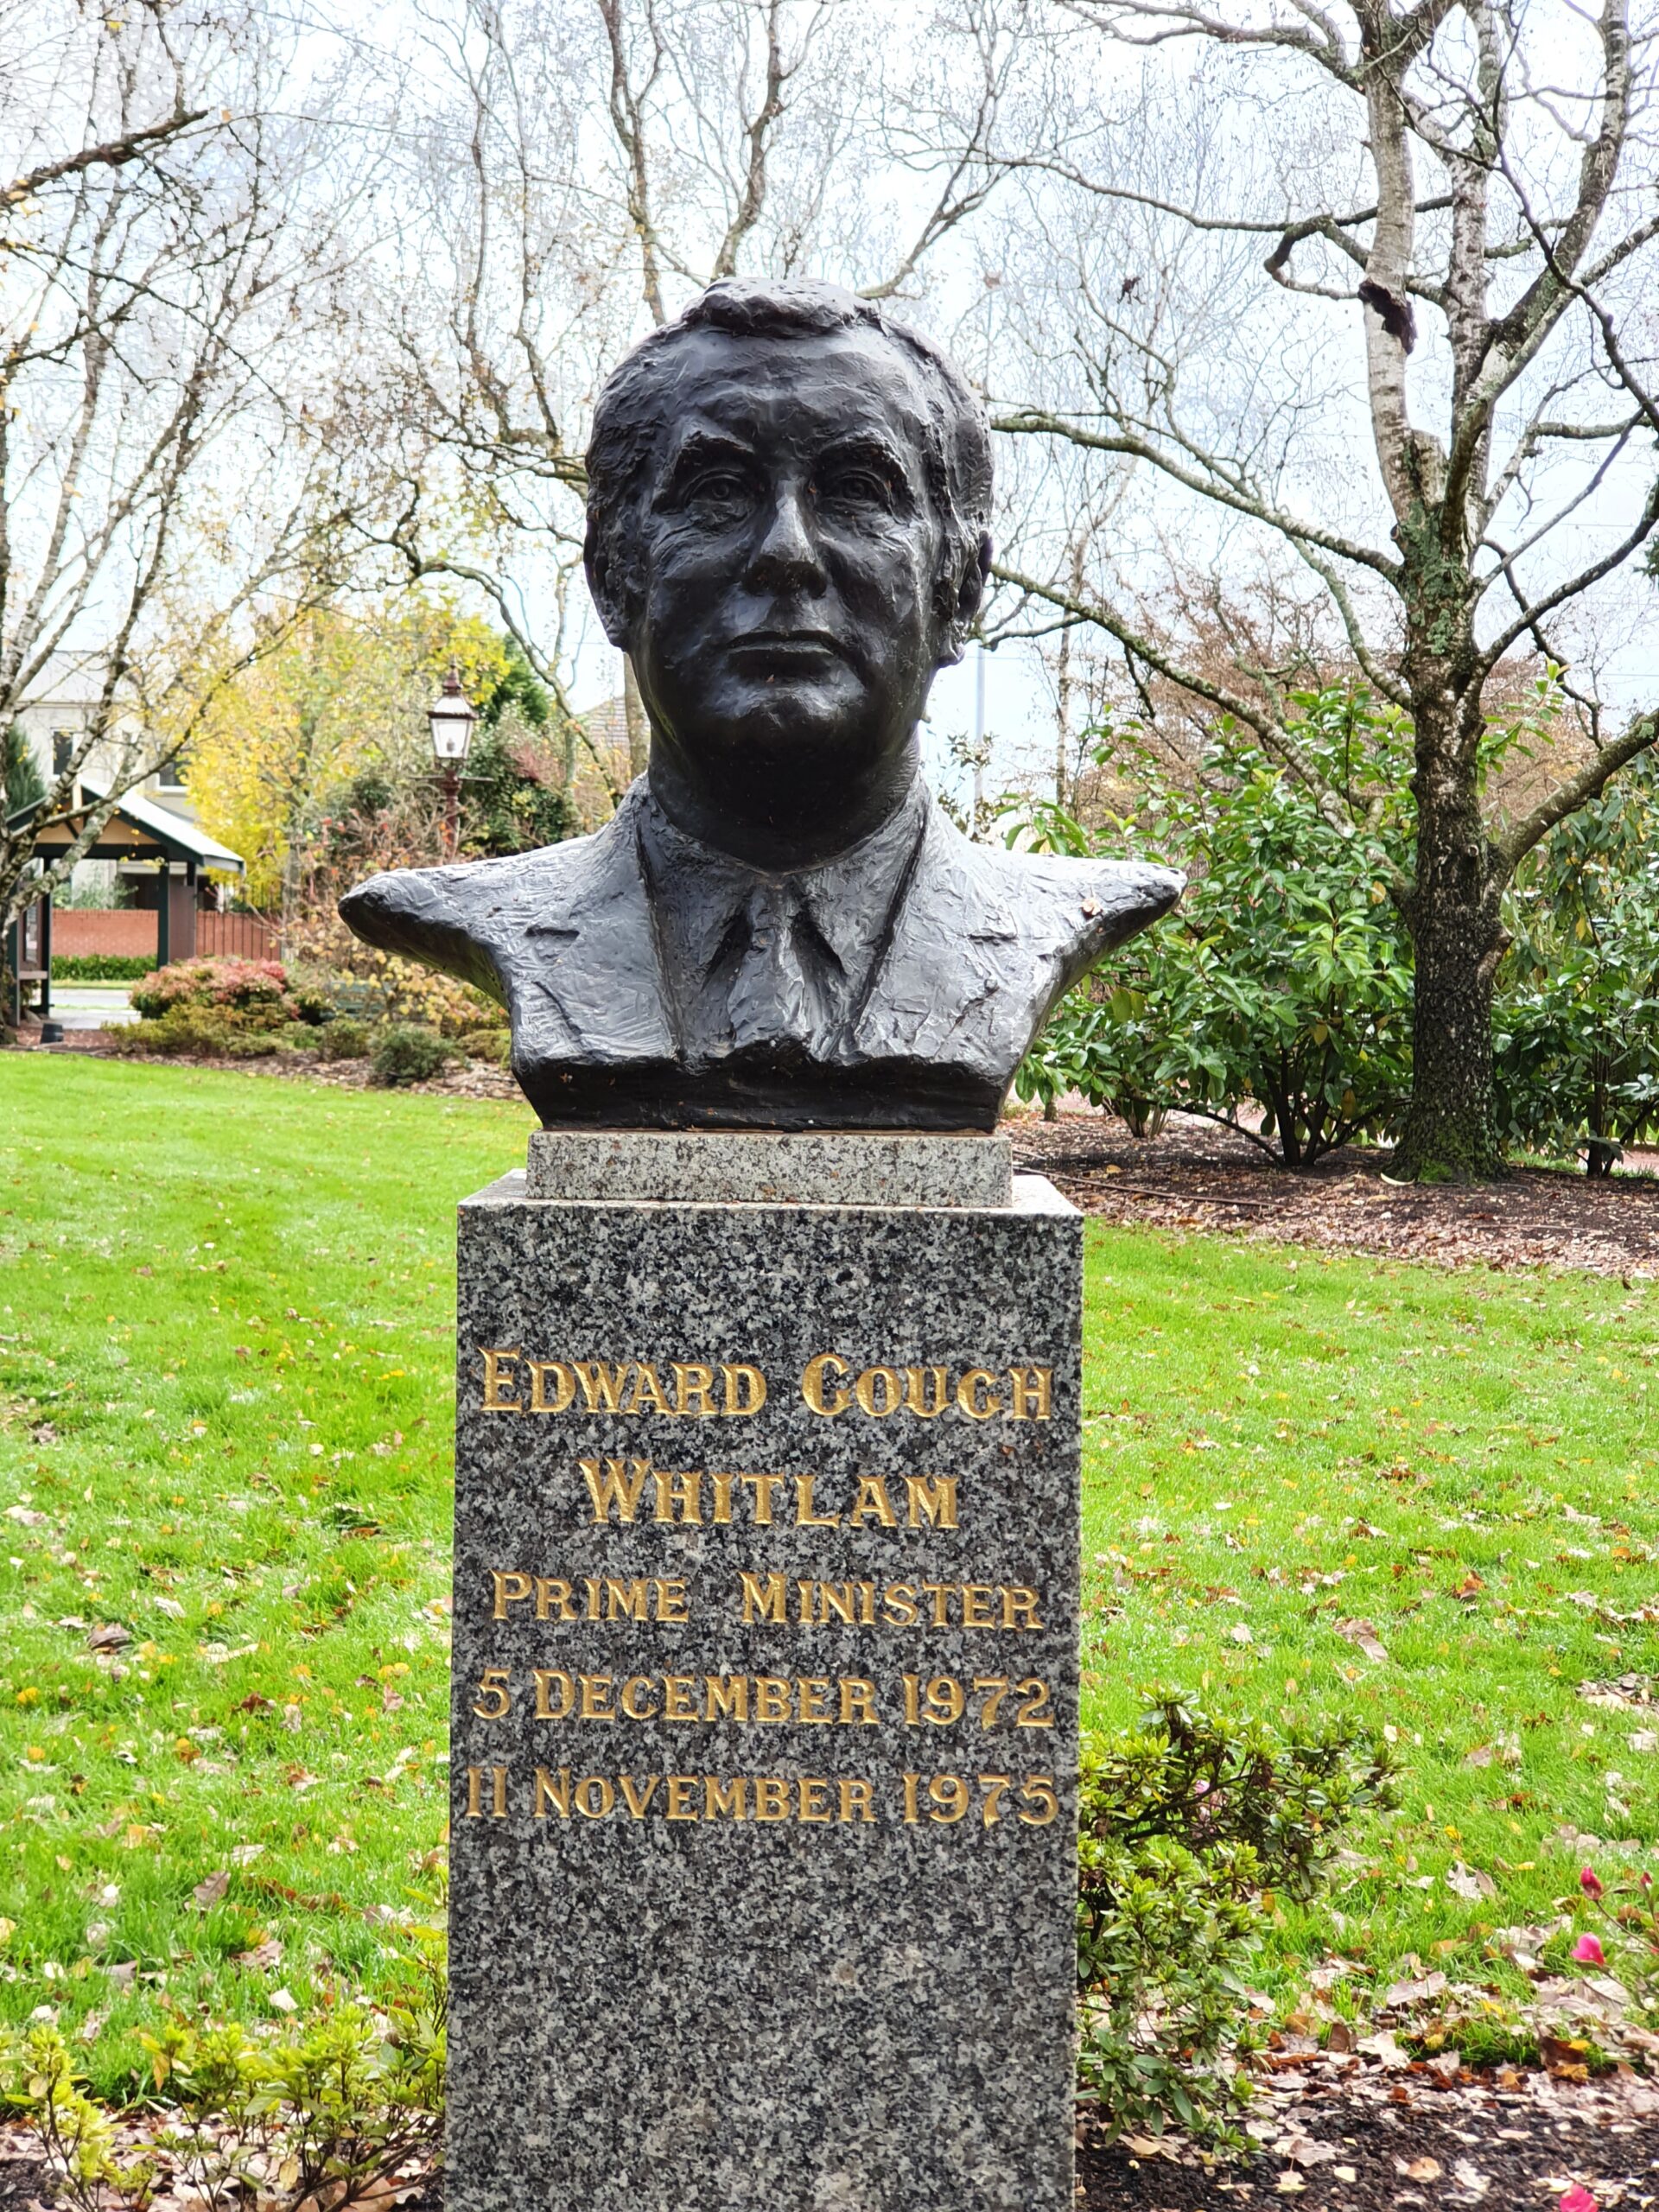 EDWARD GOUGH
WHITLAM
PRIME MINISTER
5 DECEMBER 1972
11 NOVEMBER 1975